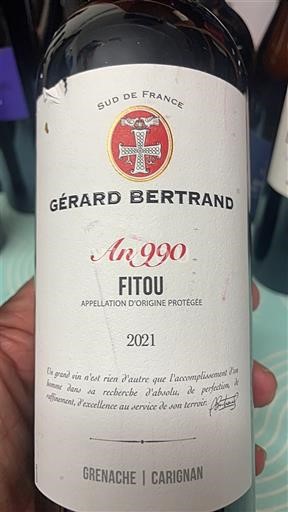 SUD DE FRANCE
GÉRARD BERTRAND
An 990
FITOU
APPELLATION D'ORIGINE PROTÉGÉE
2021
Un grand vin n'est rien d'autre que l'accomplissement d'un
homme dans sa recherche d'absolu, de perfection, de
raffinement, d'excellence au service de son terroir.
GRENACHE | CARIGNAN